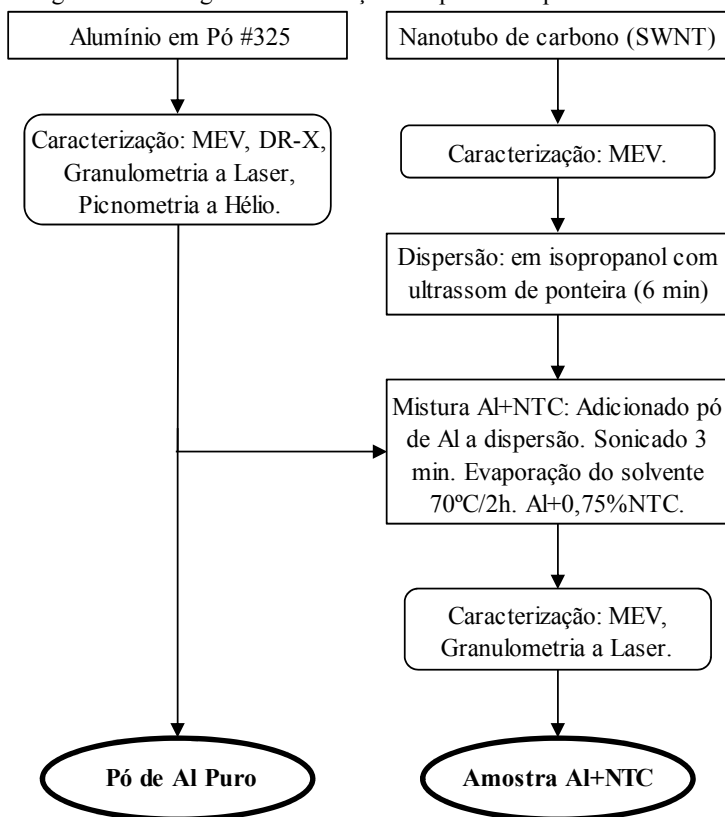 Alumínio em Pó #325
Nanotubo de carbono (SWNT)
Caracterização: MEV, DR-X,
Granulometria a Laser,
Picnometria a Hélio.
Caracterização: MEV.
Dispersão: em isopropanol com
ultrassom de ponteira (6 min)
Mistura Al+NTC: Adicionado pó
de Al a dispersão. Sonicado 3
min. Evaporação do solvente
70ºC/2h. Al+0,75%NTC.
Caracterização: MEV,
Granulometria a Laser.
Pó de Al Puro
Amostra Al+NTC